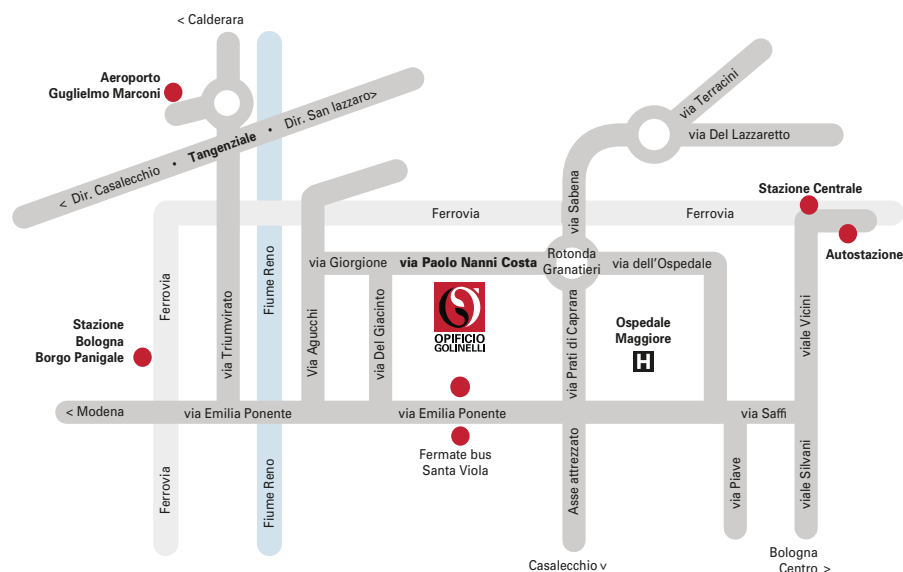 < Calderara
Aeroporto
Guglielmo Marconi
< Dir. Casalecchio • Tangenziale • Dir. San lazzaro>
via Terracini
via Del Lazzaretto
via Sabena
Stazione Centrale
Autostazione
Ferrovia
Ferrovia
via Giorgione
via Paolo Nanni Costa
Rotonda
Granatieri
via dell'Ospedale
Ferrovia
Fiume Reno
via Triumvirato
Via Agucchi
via Del Giacinto
OPIFICIO
GOLINELLI
via Prati di Caprara
Ospedale
Maggiore
H
viale Vicini
Stazione
Bologna
Borgo Panigale
< Modena
via Emilia Ponente
via Emilia Ponente
via Saffi
Fermate bus
Santa Viola
Ferrovia
Fiume Reno
Asse attrezzato
via Piave
viale Silvani
Casalecchio v
Bologna
Centro >